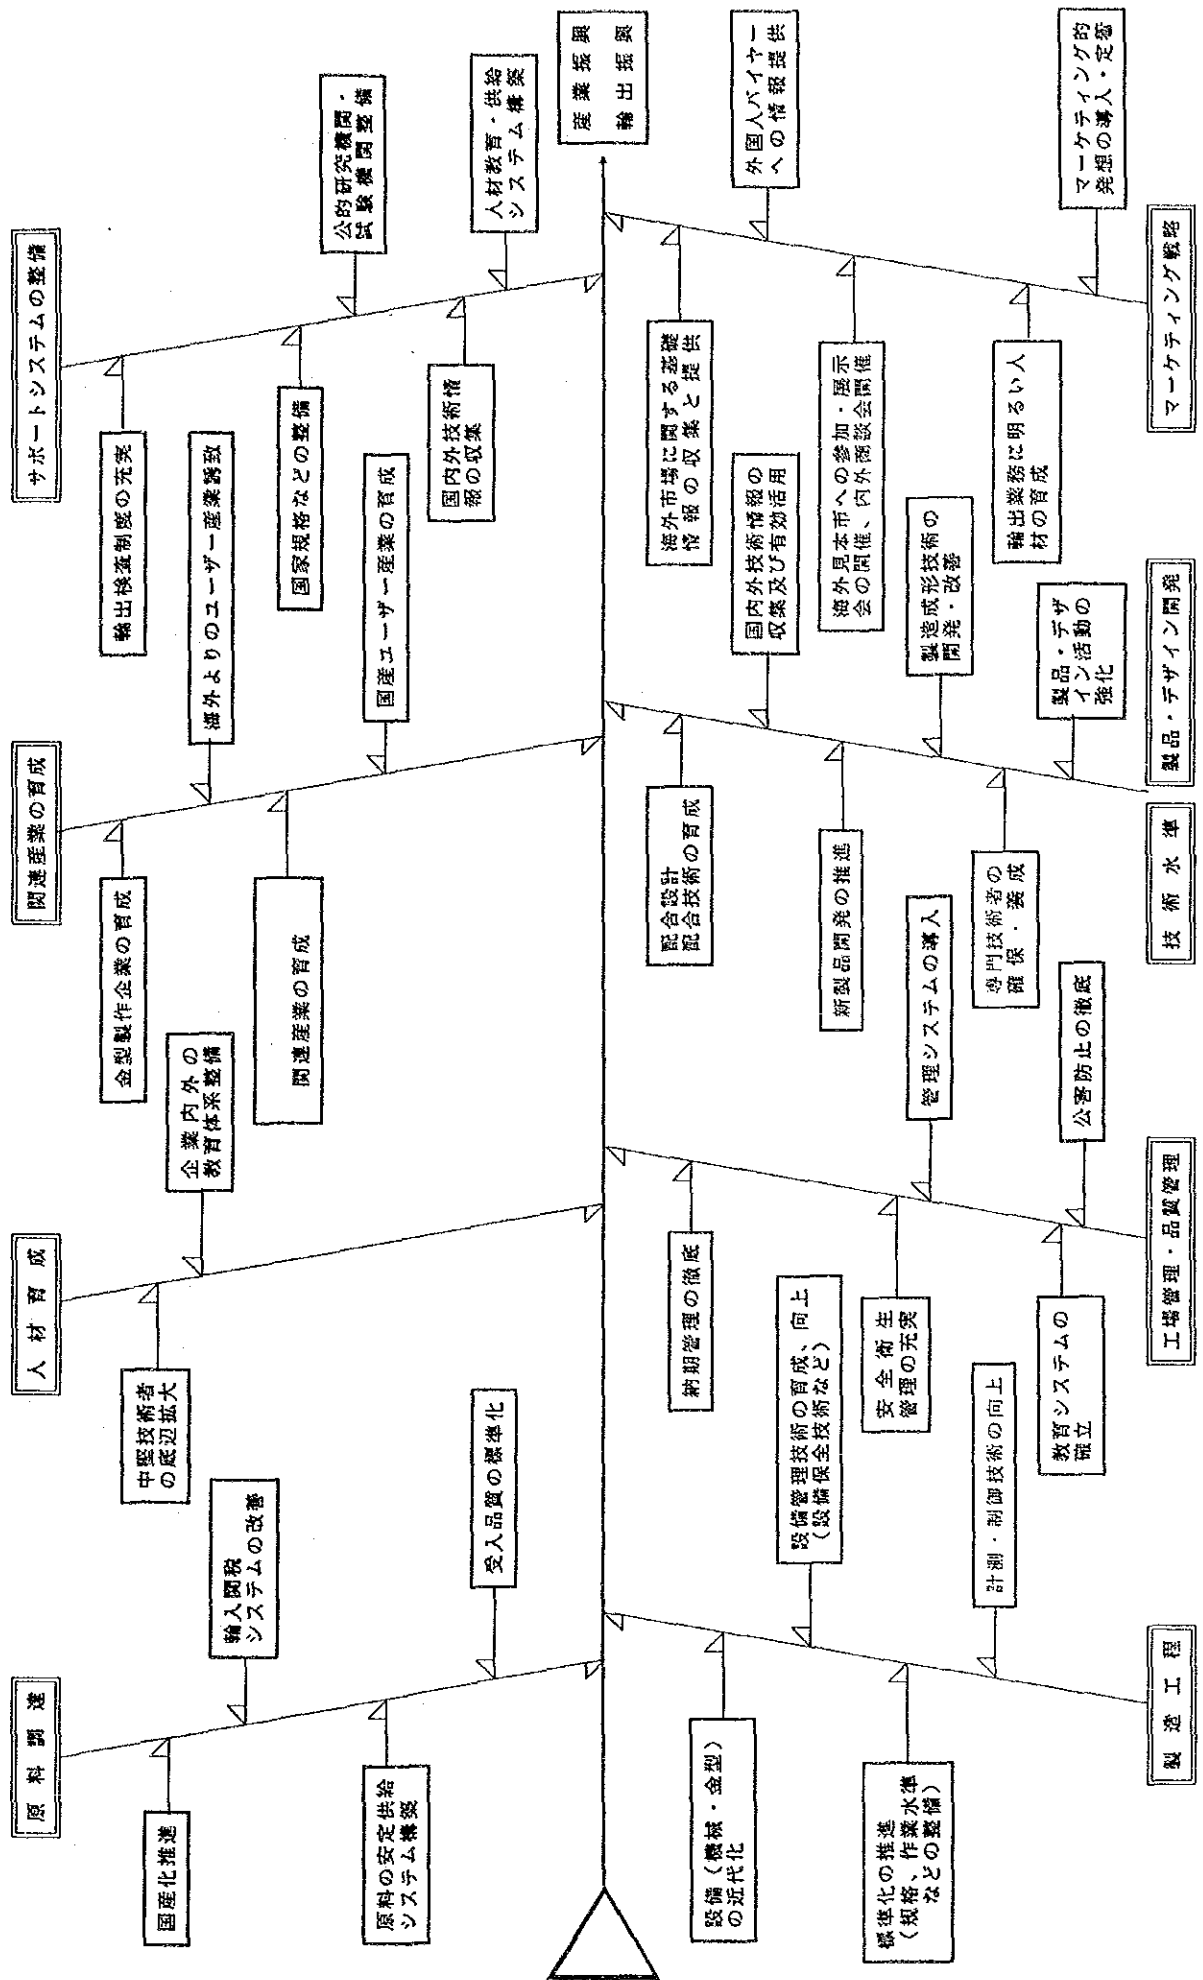 原料調達
国産化推進
輸入関税
システムの改善
原料の安定供給
システム構築
受入品質の標準化
人材育成
中堅技術者
の底辺拡大
企業内外の
教育体系整備
関連産業の育成
金型製作企業の育成
海外よりのユーザー産業誘致
関連産業の育成
国産ユーザー産業の育成
サポートシステムの整備
輸出検査制度の充実
国家規格などの整備
公的研究機関・
試験機関整備
国内外技術情
報の収集
人材教育・供給
システム構築
産業振興
輸出振興
製造工程
設備（機械・金型）
の近代化
設備管理技術の育成、向上
（設備保全技術など）
標準化の推進
（規格、作業水準
などの整備）
計測・制御技術の向上
工場管理・品質管理
納期管理の徹底
安全衛生
管理の充実
管理システムの導入
教育システムの
確立
公害防止の徹底
技術水準
製品・デザイン開発
配合設計
配合技術の育成
国内外技術情報の
収集及び有効活用
新製品開発の推進
製造成形技術の
開発・改善
専門技術者の
確保・養成
製品・デザ
イン活動の
強化
マーケティング戦略
海外市場に関する基礎
情報の収集と提供
外国人バイヤー
への情報提供
海外見本市への参加・展示
会の開催、内外商談会開催
輸出業務に明るい人
材の育成
マーケティング的
発想の導入・定着